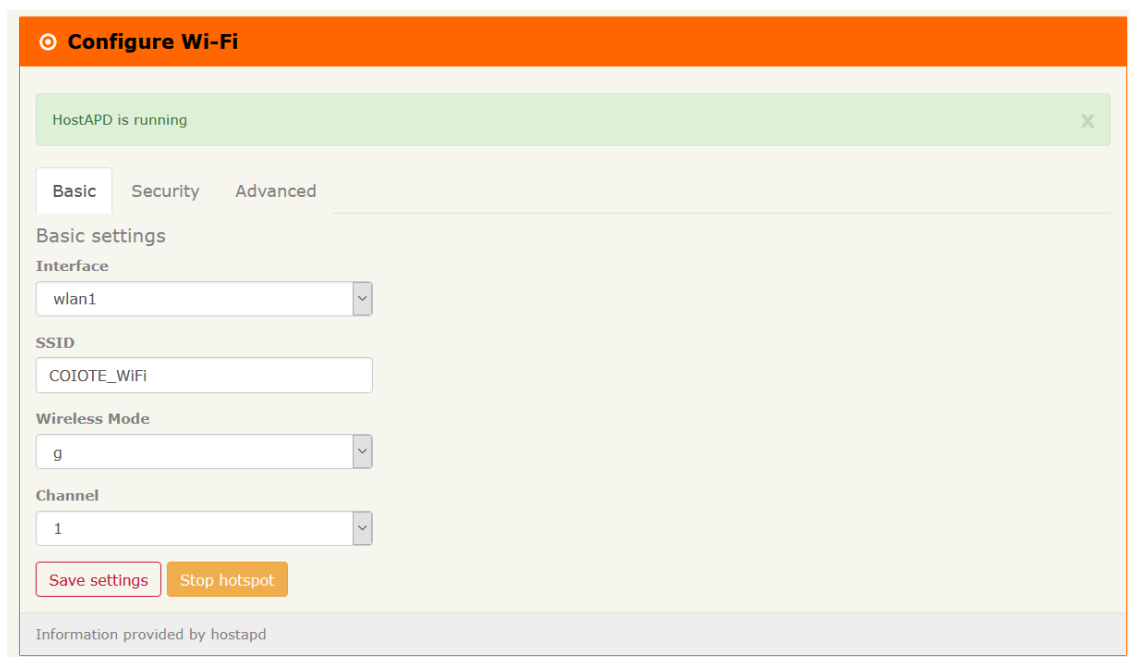 Configure Wi-Fi
HostAPD is running
x
Basic Security Advanced
Basic settings
Interface
wlan1
SSID
COIOTE_WiFi
Wireless Mode
g
Channel
1
Save settings Stop hotspot
Information provided by hostapd